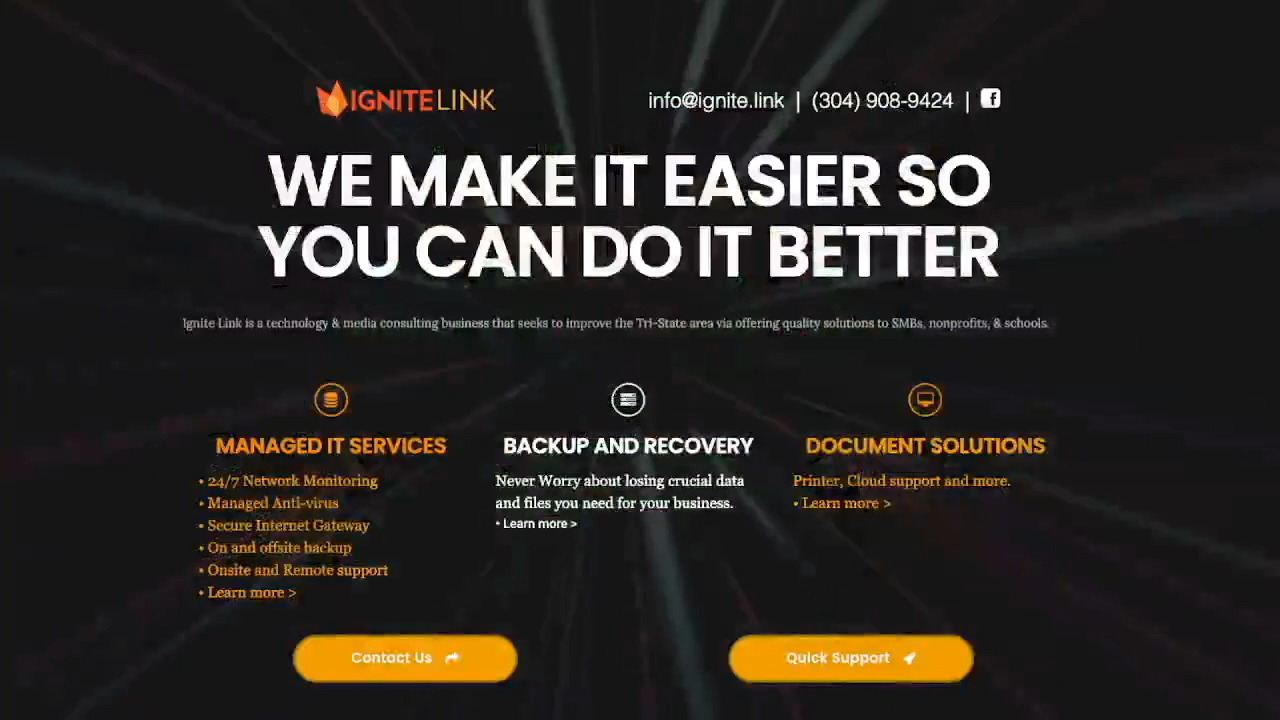 IGNITE LINK
info@ignite.link | (304) 908-9424 | f
WE MAKE IT EASIER SO
YOU CAN DO IT BETTER
Ignite Link is a technology & media consulting business that seeks to improve the Tri-State area via offering quality solutions to SMBs, nonprofits, & schools.
MANAGED IT SERVICES
• 24/7 Network Monitoring
• Managed Anti-virus
• Secure Internet Gateway
• On and offsite backup
• Onsite and Remote support
• Learn more >
BACKUP AND RECOVERY
Never Worry about losing crucial data
and files you need for your business.
• Learn more >
DOCUMENT SOLUTIONS
Printer, Cloud support and more.
• Learn more >
Contact Us
Quick Support